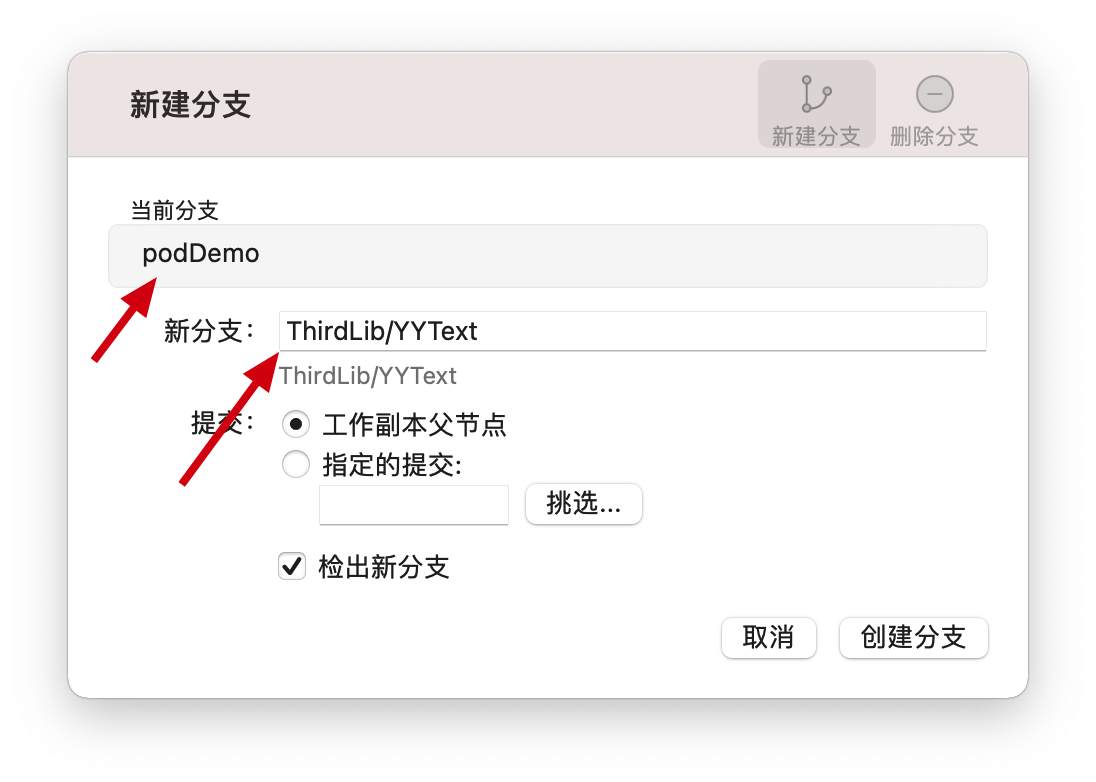 新建分支
新建分支
删除分支
当前分支
podDemo
新分支: ThirdLib/YYText
ThirdLib/YYText
提交: 工作副本父节点
指定的提交:
挑选...
检出新分支
取消
创建分支